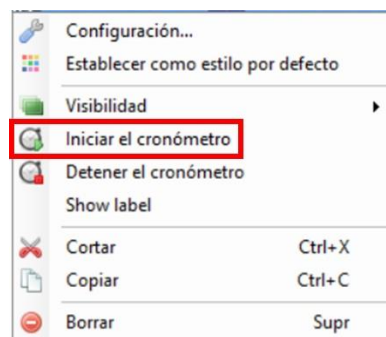 Configuración...
Establecer como estilo por defecto
Visibilidad
Iniciar el cronómetro
Detener el cronómetro
Show label
Cortar Ctrl+X
Copiar Ctrl+C
Borrar Supr